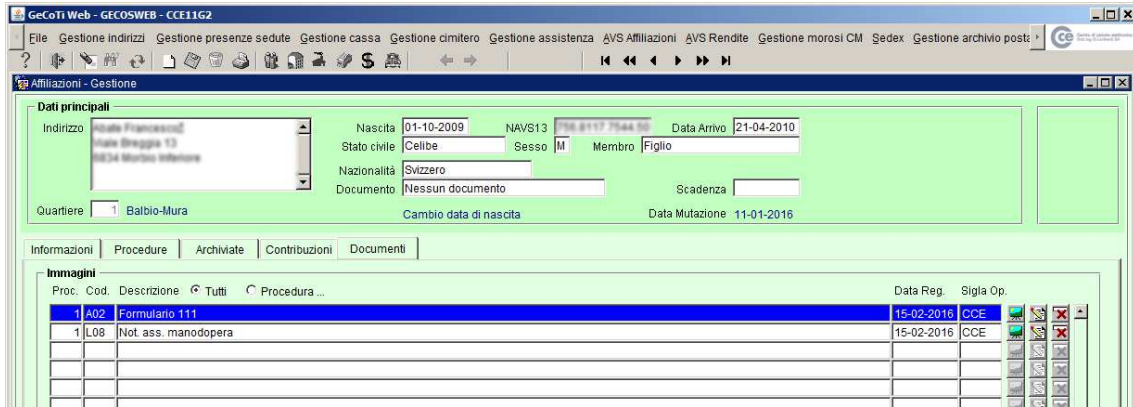 GeCoTi Web - GECOSWEB - CCE11G2
File Gestione indirizzi Gestione presenze sedute Gestione cassa Gestione cimitero Gestione assistenza AVS Affiliazioni AVS Rendite Gestione morosi CM Sedex Gestione archivio posta
ce
Affiliazioni - Gestione
Dati principali
Indirizzo Nascita 01-10-2009 NAVS13 Data Arrivo 21-04-2010
Stato civile Celibe Sesso M Membro Figlio
Nazionalità Svizzero
Documento Nessun documento Scadenza
Quartiere 1 Balbio-Mura Cambio data di nascita Data Mutazione 11-01-2016
Informazioni Procedure Archiviate Contribuzioni Documenti
Immagini
Proc. Cod. Descrizione Tutti Procedura ... Data Reg. Sigla Op.
1 A02 Formulario 111 15-02-2016 CCE
1 L08 Not. ass. manodopera 15-02-2016 CCE